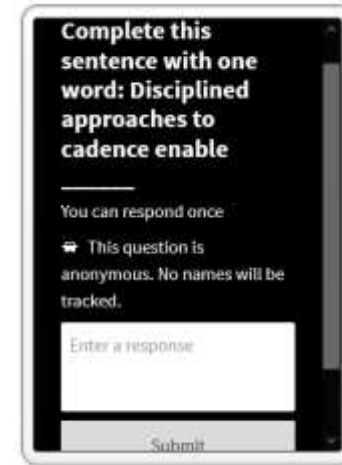 Complete this
sentence with one
word: Disciplined
approaches to
cadence enable
______
You can respond once
This question is
anonymous. No names will be
tracked.
Enter a response
Submit